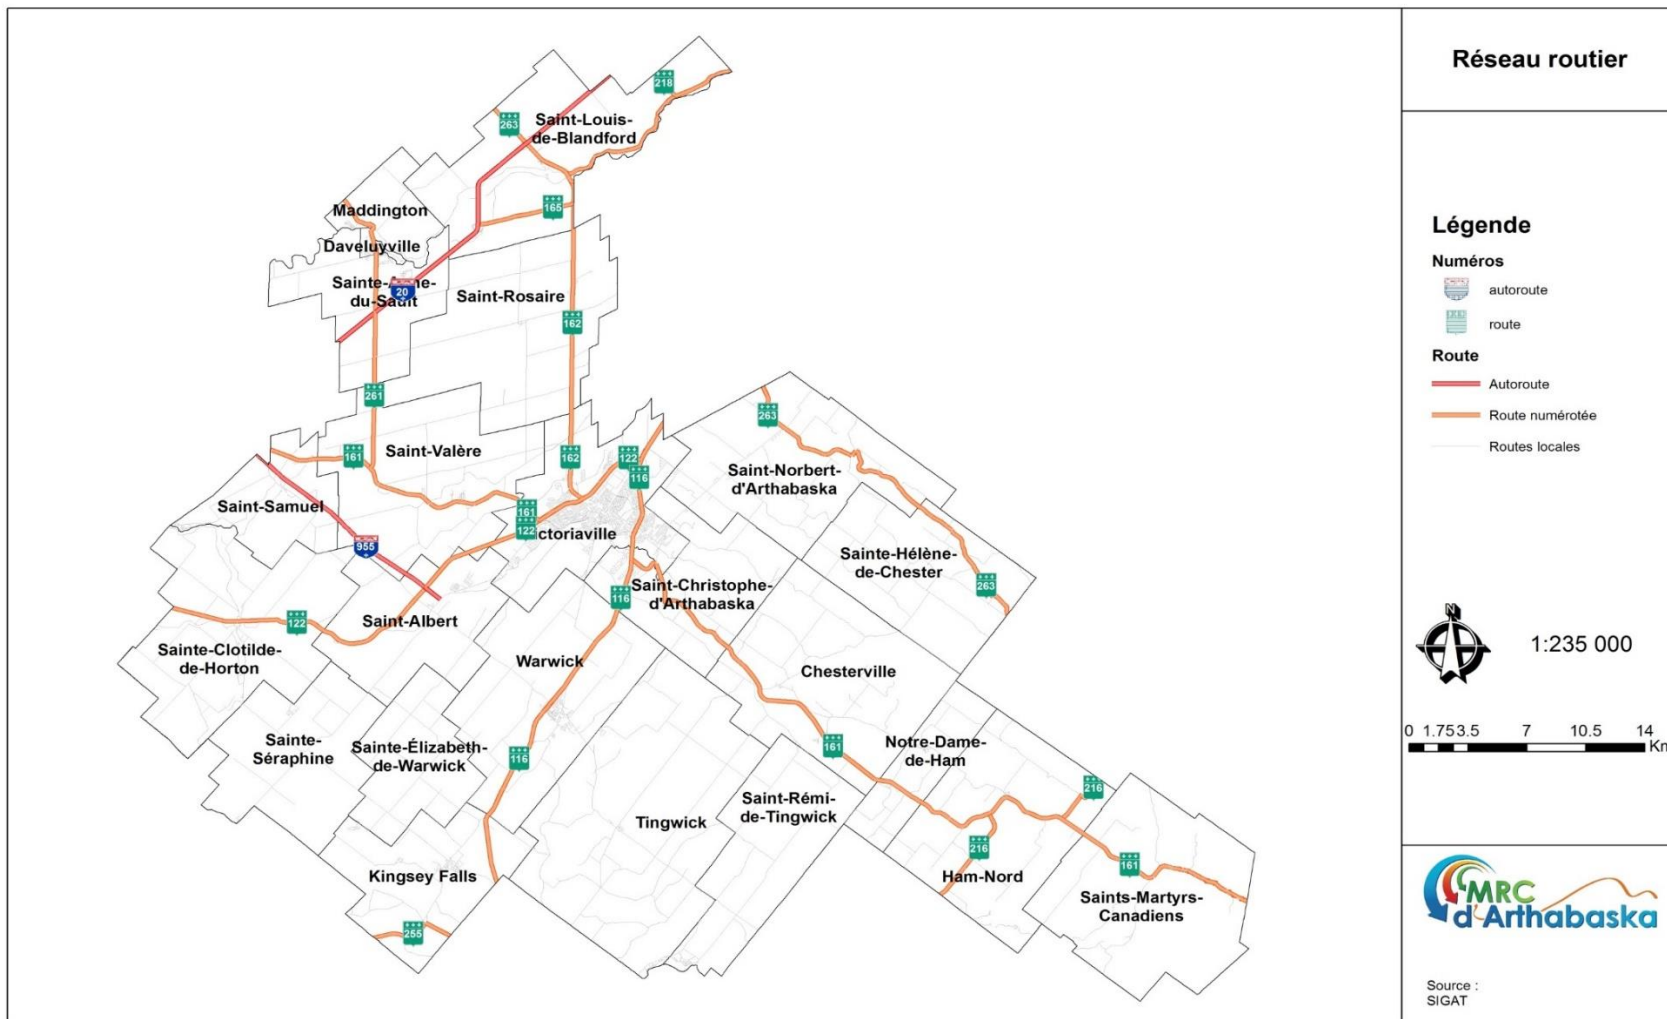 Réseau routier
218
263
Saint-Louis-
de-Blandford
165
Maddington
Daveluyville
20
du-Sault
Saint-Rosaire
162
261
263
161
Saint-Valère
162
122
116
Saint-Norbert-
d'Arthabaska
Saint-Samuel
161
122
955
Sainte-Hélène-
de-Chester
263
Saint-Christophe-
d'Arthabaska
116
122
Saint-Albert
Sainte-Clotilde-
de-Horton
Warwick
Chesterville
Sainte-
Séraphine
Sainte-Élizabeth-
de-Warwick
116
161
Notre-Dame-
de-Ham
216
Saint-Rémi-
de-Tingwick
Tingwick
216
161
Kingsey Falls
Ham-Nord
Saints-Martyrs-
Canadiens
255
Légende
Numéros
autoroute
route
Route
Autoroute
Route numérotée
Routes locales
N
1:235 000
0 1.75 3.5 7 10.5 14
Km
MRC
d'Arthabaska
Source :
SIGAT